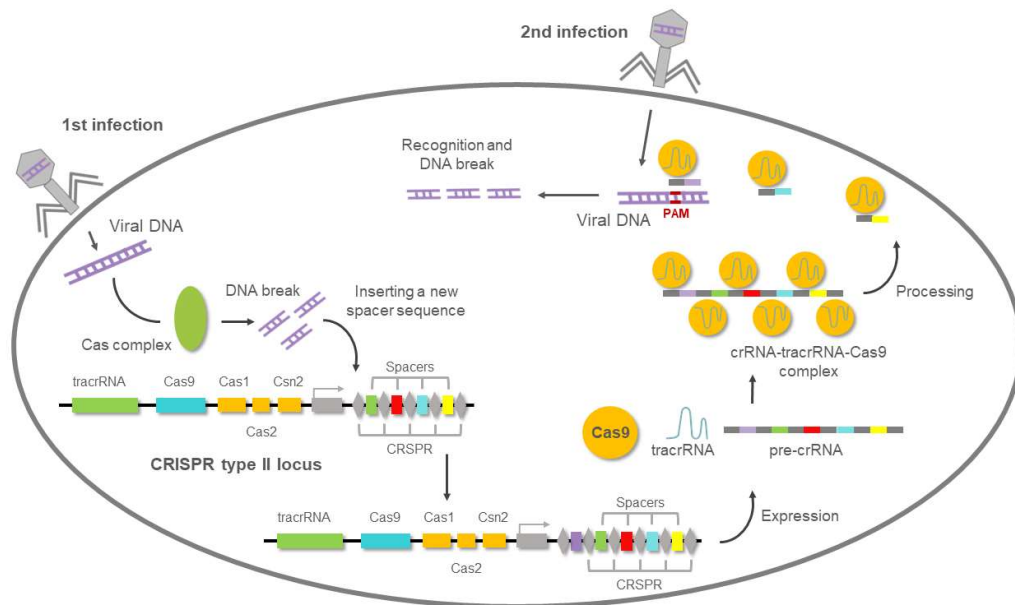 2nd infection
1st infection
Recognition and
DNA break
Viral DNA
PAM
Viral DNA
DNA break
Inserting a new
spacer sequence
Cas complex
Processing
crRNA-tracrRNA-Cas9
complex
tracrRNA
Cas9
Cas1
Csn2
Spacers
Cas2
CRSPR
CRISPR type II locus
Cas9
tracrRNA
pre-crRNA
Expression
tracrRNA
Cas9
Cas1
Csn2
Spacers
Cas2
CRSPR